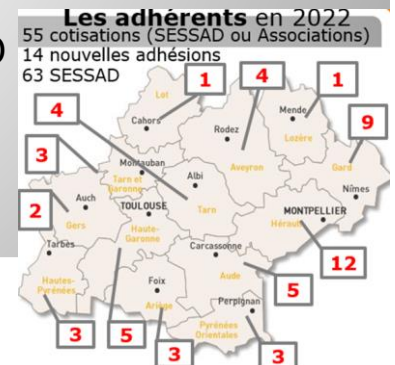 Les adhérents en 2022
55 cotisations (SESSAD ou Associations)
14 nouvelles adhésions
63 SESSAD
)
1
4
1
Lot
4
Cahors
Mende
Rodez
Lozère
9
3
Montauban
Albi
Aveyron
Gard
Tarn et
Garonne
Nîmes
Auch
TOULOUSE
Tarn
MONTPELLIER
2
Gers
Haute-
Garonne
Hérault
Tarbes
Carcassonne
12
Foix
Aude
5
Hautes-
Pyrénées
Ariège
Perpignan
Pyrénées
Orientales
3
5
3
3